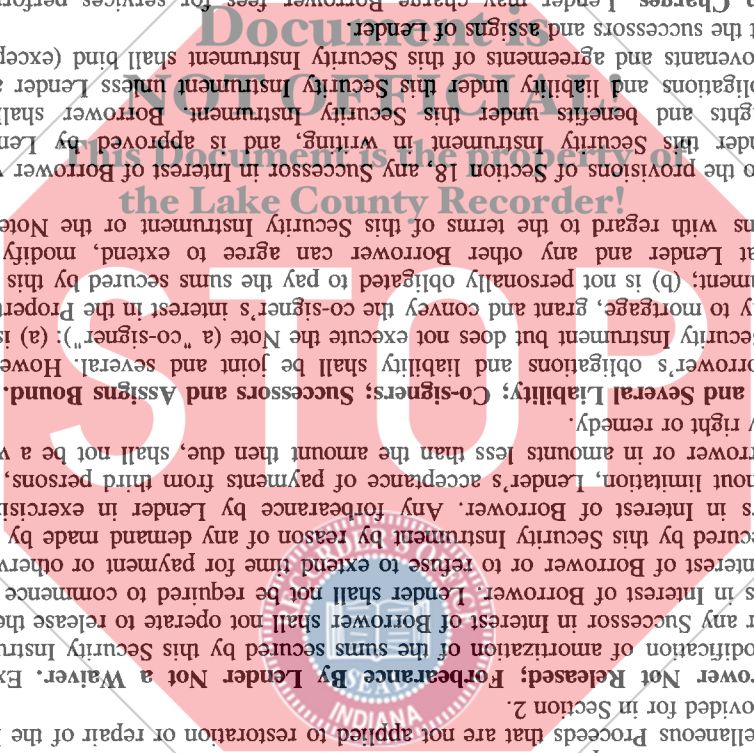 Document is
NOT OFFICIAL!
This Document is the property of
the Lake County Recorder!
STOP
RECORDER'S OFFICE
SEAL
INDIANA
ellaneous Proceeds that are not applied to restoration or repair of the
ovided for in Section 2.
rower Not Released; Forbearance By Lender Not a Waiver. Ex
odification of amortization of the sums secured by this Security Instru
r any Successor in Interest of Borrower shall not operate to release the
s in Interest of Borrower. Lender shall not be required to commence
nterest of Borrower or to refuse to extend time for payment or otherw
cured by this Security Instrument by reason of any demand made by
s in Interest of Borrower. Any forbearance by Lender in exercisin
hout limitation, Lender's acceptance of payments from third persons,
rrower or in amounts less than the amount then due, shall not be a w
y right or remedy.
and Several Liability; Co-signers; Successors and Assigns Bound.
orrower's obligations and liability shall be joint and several. Howe
Security Instrument but does not execute the Note (a "co-signer"): (a) is
y to mortgage, grant and convey the co-signer's interest in the Propert
ment; (b) is not personally obligated to pay the sums secured by this
at Lender and any other Borrower can agree to extend, modify
ns with regard to the terms of this Security Instrument or the Note
o the provisions of Section 18, any Successor in Interest of Borrower
nder this Security Instrument in writing, and is approved by Len
ghts and benefits under this Security Instrument. Borrower shall
ligations and liability under this Security Instrument unless Lender
ovenants and agreements of this Security Instrument shall bind (excep
t the successors and assigns of Lender.
Charges. Lender may charge Borrower fees for services perform